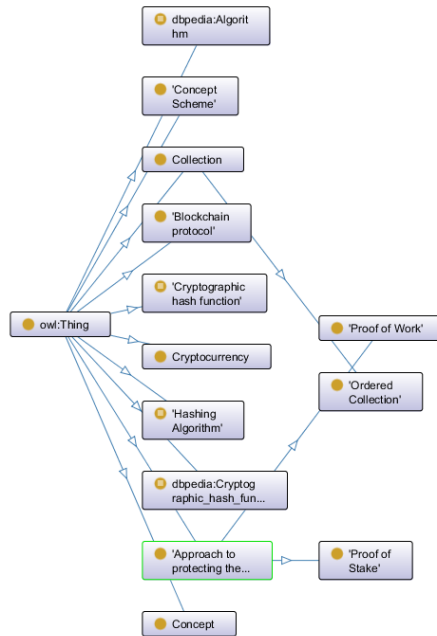 dbpedia:Algorit
hm
'Concept
Scheme'
Collection
'Blockchain
protocol'
'Cryptographic
hash function'
owl:Thing
Cryptocurrency
'Hashing
Algorithm'
dbpedia:Cryptog
raphic_hash_fun...
'Approach to
protecting the...
Concept
'Proof of Work'
'Ordered
Collection'
'Proof of
Stake'